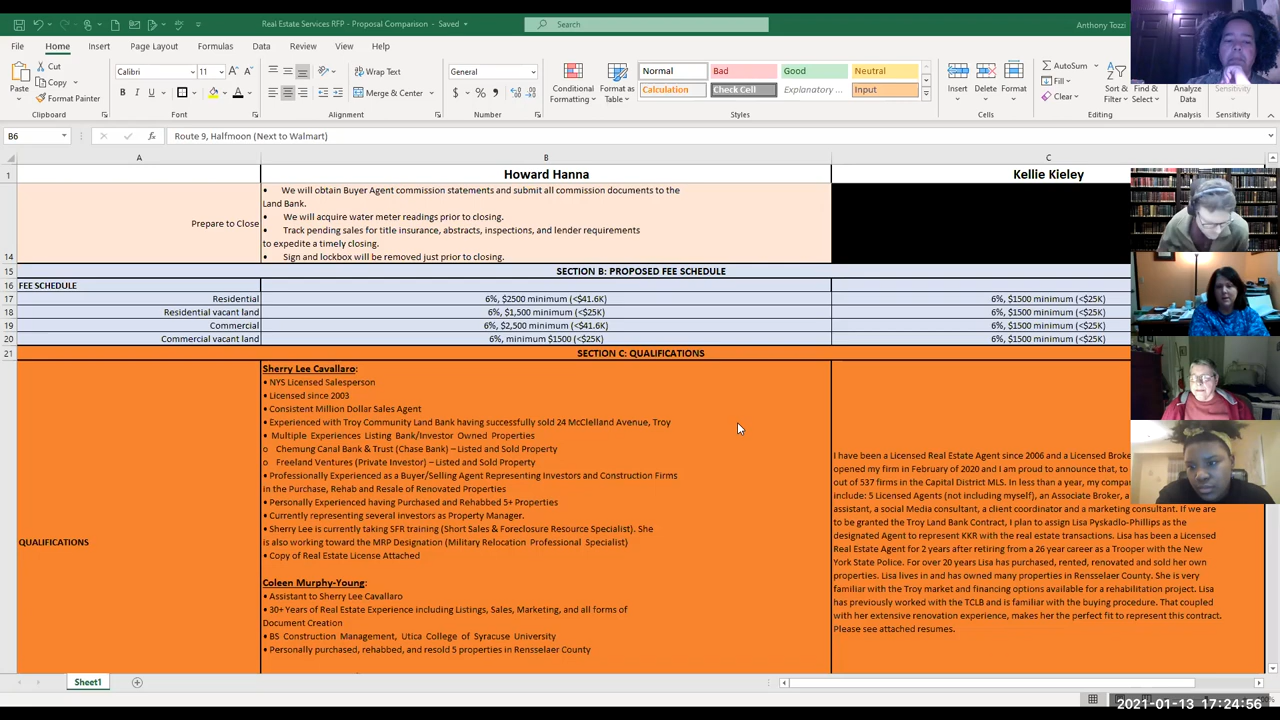 Real Estate Services RFP - Proposal Comparison - Saved
Search
Anthony Tozzi
File Home Insert Page Layout Formulas Data Review View Help
Paste
Cut
Copy
Format Painter
Clipboard
Calibri 11
B I U
Font
Wrap Text
Merge & Center
Alignment
General
$ % ,
Number
Conditional Formatting
Format as Table
Normal Bad Good Neutral
Calculation Check Cell Explanatory ... Input
Styles
Insert Delete Format
Cells
AutoSum
Fill
Clear
Sort & Filter
Find & Select
Editing
Analyze Data
Analysis
Sensitivity
Sensitivity
B6 fx Route 9, Halfmoon (Next to Walmart)
A B C
1 Howard Hanna Kellie Kieley
14 Prepare to Close
• We will obtain Buyer Agent commission statements and submit all commission documents to the
Land Bank.
• We will acquire water meter readings prior to closing.
• Track pending sales for title insurance, abstracts, inspections, and lender requirements
to expedite a timely closing.
• Sign and lockbox will be removed just prior to closing.
15 SECTION B: PROPOSED FEE SCHEDULE
16 FEE SCHEDULE
17 Residential 6%, $2500 minimum (<$41.6K) 6%, $1500 minimum (<$25K)
18 Residential vacant land 6%, $1,500 minimum (<$25K) 6%, $1500 minimum (<$25K)
19 Commercial 6%, $2,500 minimum (<$41.6K) 6%, $1500 minimum (<$25K)
20 Commercial vacant land 6%, minimum $1500 (<$25K) 6%, $1500 minimum (<$25K)
21 SECTION C: QUALIFICATIONS
QUALIFICATIONS
Sherry Lee Cavallaro:
• NYS Licensed Salesperson
• Licensed since 2003
• Consistent Million Dollar Sales Agent
• Experienced with Troy Community Land Bank having successfully sold 24 McClelland Avenue, Troy
• Multiple Experiences Listing Bank/Investor Owned Properties
o Chemung Canal Bank & Trust (Chase Bank) – Listed and Sold Property
o Freeland Ventures (Private Investor) – Listed and Sold Property
• Professionally Experienced as a Buyer/Selling Agent Representing Investors and Construction Firms
in the Purchase, Rehab and Resale of Renovated Properties
• Personally Experienced having Purchased and Rehabbed 5+ Properties
• Currently representing several investors as Property Manager.
• Sherry Lee is currently taking SFR training (Short Sales & Foreclosure Resource Specialist). She
is also working toward the MRP Designation (Military Relocation Professional Specialist)
• Copy of Real Estate License Attached
Coleen Murphy-Young:
• Assistant to Sherry Lee Cavallaro
• 30+ Years of Real Estate Experience including Listings, Sales, Marketing, and all forms of
Document Creation
• BS Construction Management, Utica College of Syracuse University
• Personally purchased, rehabbed, and resold 5 properties in Rensselaer County
I have been a Licensed Real Estate Agent since 2006 and a Licensed Brok
opened my firm in February of 2020 and I am proud to announce that, to
out of 537 firms in the Capital District MLS. In less than a year, my compa
include: 5 Licensed Agents (not including myself), an Associate Broker, a
assistant, a social Media consultant, a client coordinator and a marketing consultant. If we are
to be granted the Troy Land Bank Contract, I plan to assign Lisa Pyskadlo-Phillips as the
designated Agent to represent KKR with the real estate transactions. Lisa has been a Licensed
Real Estate Agent for 2 years after retiring from a 26 year career as a Trooper with the New
York State Police. For over 20 years Lisa has purchased, rented, renovated and sold her own
properties. Lisa lives in and has owned many properties in Rensselaer County. She is very
familiar with the Troy market and financing options available for a rehabilitation project. Lisa
has previously worked with the TCLB and is familiar with the buying procedure. That coupled
with her extensive renovation experience, makes her the perfect fit to represent this contract.
Please see attached resumes.
Sheet1
2021-01-13 17:24:56